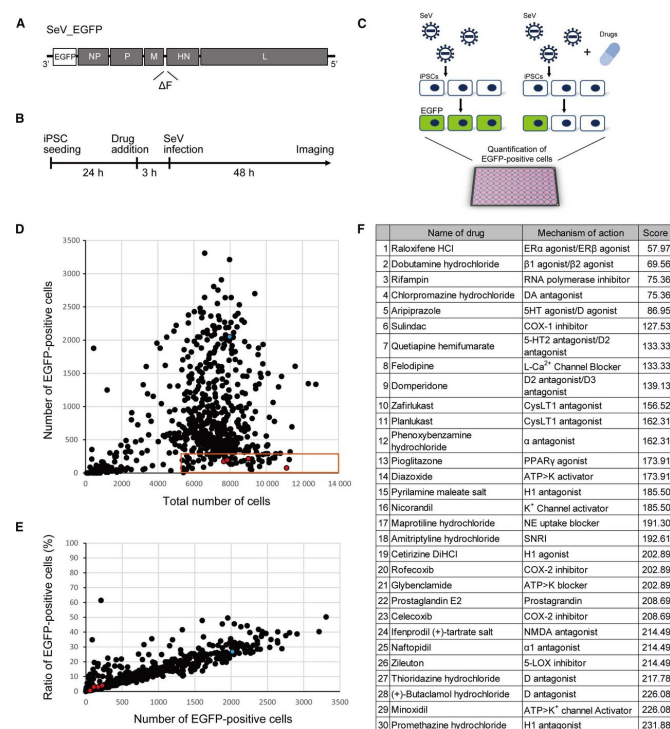 A
SeV_EGFP
EGFP NP P M HN L
3' 5'
ΔF
B
iPSC seeding
Drug addition
SeV infection
Imaging
24 h 3 h 48 h
C
SeV SeV
Drugs
+
iPSCs iPSCs
EGFP
Quantification of
EGFP-positive cells
D
Number of EGFP-positive cells
3500
3000
2500
2000
1500
1000
500
0
0 2000 4000 6000 8000 10 000 12 000 14 000
Total number of cells
E
Ratio of EGFP-positive cells (%)
100
90
80
70
60
50
40
30
20
10
0
0 500 1000 1500 2000 2500 3000 3500
Number of EGFP-positive cells
F
Name of drug Mechanism of action Score
1 Raloxifene HCl ERα agonist/ERβ agonist 57.97
2 Dobutamine hydrochloride β1 agonist/β2 agonist 69.56
3 Rifampin RNA polymerase inhibitor 75.36
4 Chlorpromazine hydrochloride DA antagonist 75.36
5 Aripiprazole 5HT agonist/D agonist 86.95
6 Sulindac COX-1 inhibitor 127.53
7 Quetiapine hemifumarate 5-HT2 antagonist/D2 antagonist 133.33
8 Felodipine L-Ca2+ Channel Blocker 133.33
9 Domperidone D2 antagonist/D3 antagonist 139.13
10 Zafirlukast CysLT1 antagonist 156.52
11 Planlukast CysLT1 antagonist 162.31
12 Phenoxybenzamine hydrochloride α antagonist 162.31
13 Pioglitazone PPARγ agonist 173.91
14 Diazoxide ATP>K activator 173.91
15 Pyrilamine maleate salt H1 antagonist 185.50
16 Nicorandil K+ Channel activator 185.50
17 Maprotiline hydrochloride NE uptake blocker 191.30
18 Amitriptyline hydrochloride SNRI 192.61
19 Cetirizine DiHCl H1 agonist 202.89
20 Rofecoxib COX-2 inhibitor 202.89
21 Glybenclamide ATP>K blocker 202.89
22 Prostaglandin E2 Prostagrandin 208.69
23 Celecoxib COX-2 inhibitor 208.69
24 Ifenprodil (+)-tartrate salt NMDA antagonist 214.49
25 Naftopidil α1 antagonist 214.49
26 Zileuton 5-LOX inhibitor 214.49
27 Thioridazine hydrochloride D antagonist 217.78
28 (+)-Butaclamol hydrochloride D antagonist 226.08
29 Minoxidil ATP>K+ channel Activator 226.08
30 Promethazine hydrochloride H1 antagonist 231.88